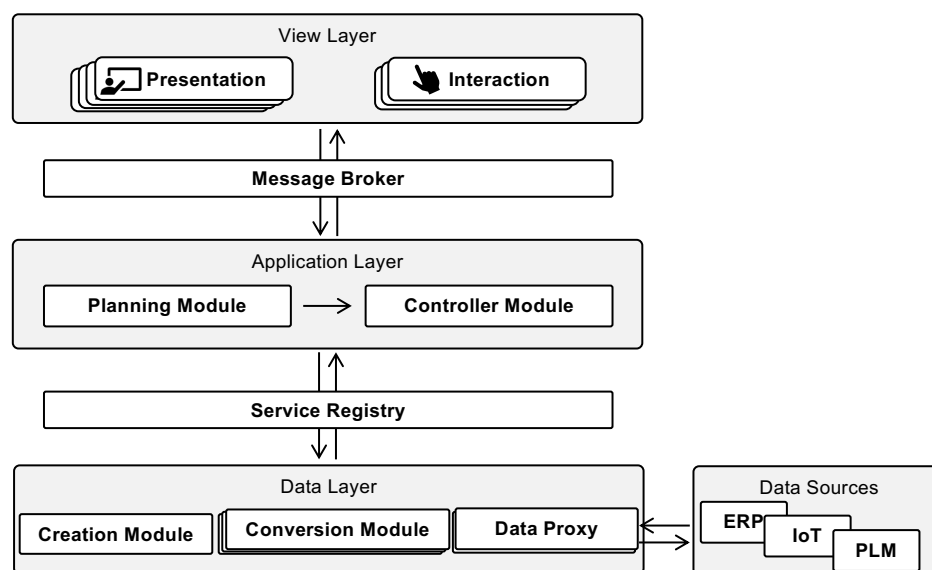 View Layer
Presentation
Interaction
Message Broker
Application Layer
Planning Module
Controller Module
Service Registry
Data Layer
Creation Module
Conversion Module
Data Proxy
Data Sources
ERP
IoT
PLM